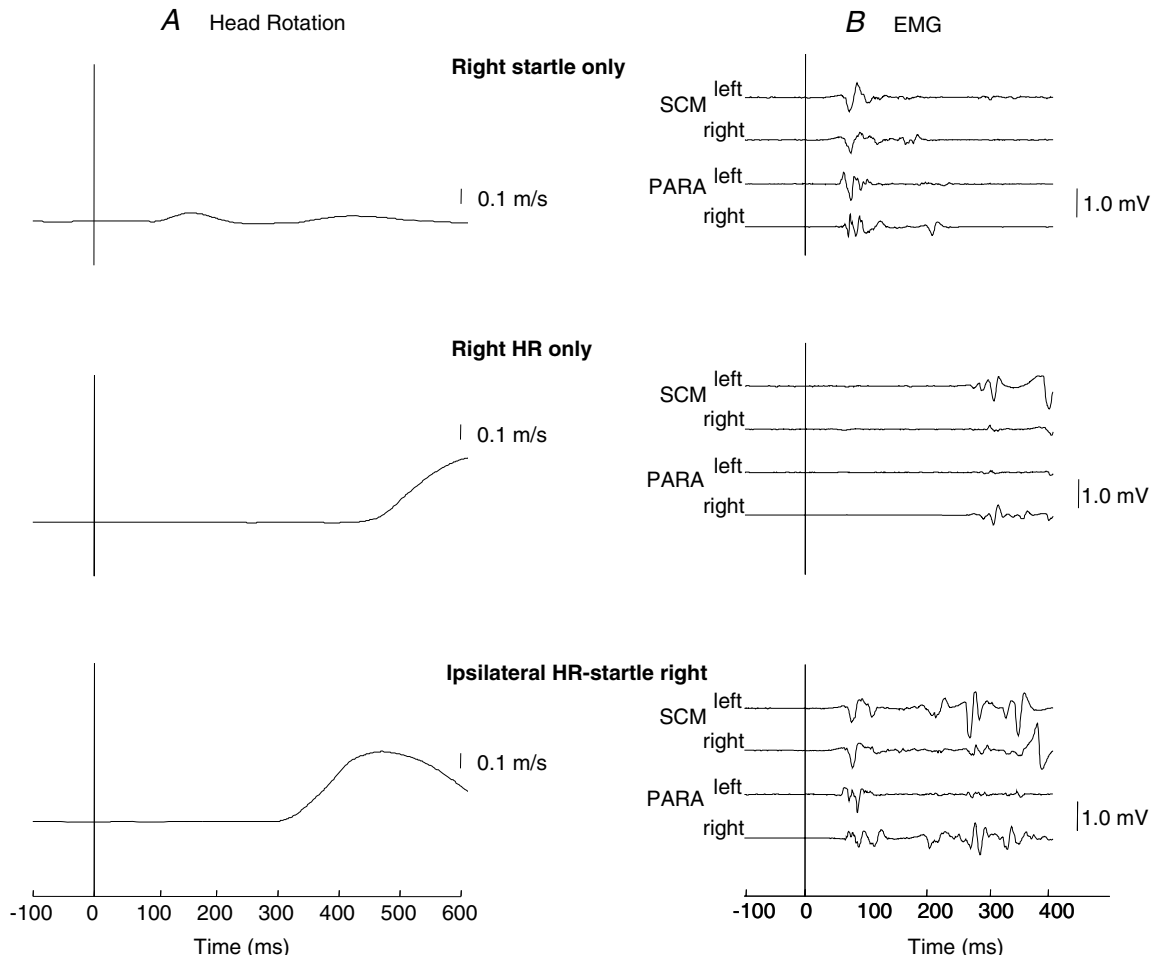 A Head Rotation
B EMG
Right startle only
SCM left
right
PARA left
right
0.1 m/s
1.0 mV
Right HR only
SCM left
right
PARA left
right
0.1 m/s
1.0 mV
Ipsilateral HR-startle right
SCM left
right
PARA left
right
0.1 m/s
1.0 mV
-100 0 100 200 300 400 500 600
Time (ms)
-100 0 100 200 300 400
Time (ms)